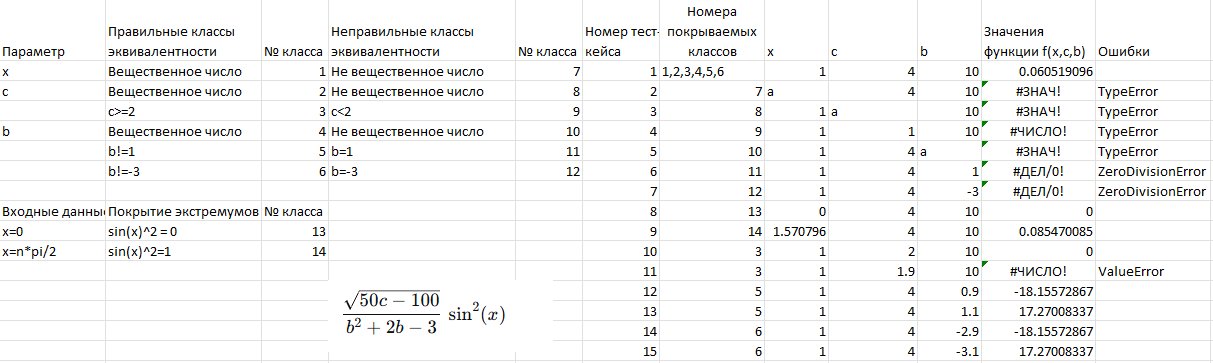 Параметр Правильные классы эквивалентности № класса Неправильные классы эквивалентности № класса Номер тест-кейса Номера покрываемых классов x c b Значения функции f(x,c,b) Ошибки
x Вещественное число 1 Не вещественное число 7 1 1,2,3,4,5,6 1 4 10 0.060519096
c Вещественное число 2 Не вещественное число 8 2 7 a 4 10 #ЗНАЧ! TypeError
c>=2 3 c<2 9 3 8 1 a 10 #ЗНАЧ! TypeError
b Вещественное число 4 Не вещественное число 10 4 9 1 1 10 #ЧИСЛО! TypeError
b!=1 5 b=1 11 5 10 1 4 a #ЗНАЧ! TypeError
b!=-3 6 b=-3 12 6 11 1 4 1 #ДЕЛ/0! ZeroDivisionError
7 12 1 4 -3 #ДЕЛ/0! ZeroDivisionError
Входные данны Покрытие экстремумов № класса 8 13 0 4 10 0
x=0 sin(x)^2 = 0 13 9 14 1.570796 4 10 0.085470085
x=n*pi/2 sin(x)^2=1 14 10 3 1 2 10 0
11 3 1 1.9 10 #ЧИСЛО! ValueError
12 5 1 4 0.9 -18.15572867
13 5 1 4 1.1 17.27008337
14 6 1 4 -2.9 -18.15572867
15 6 1 4 -3.1 17.27008337
√50c − 100
b² + 2b − 3 sin²(x)